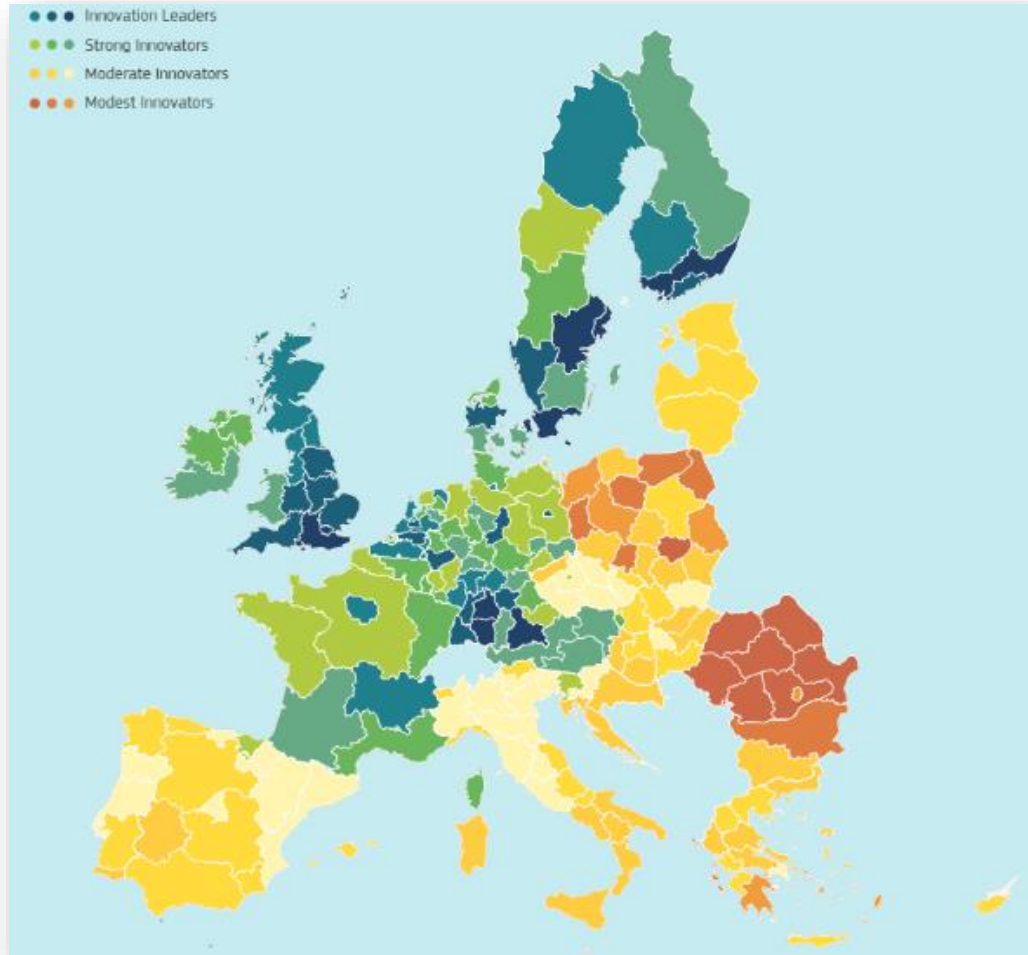 Innovation Leaders
Strong Innovators
Moderate Innovators
Modest Innovators